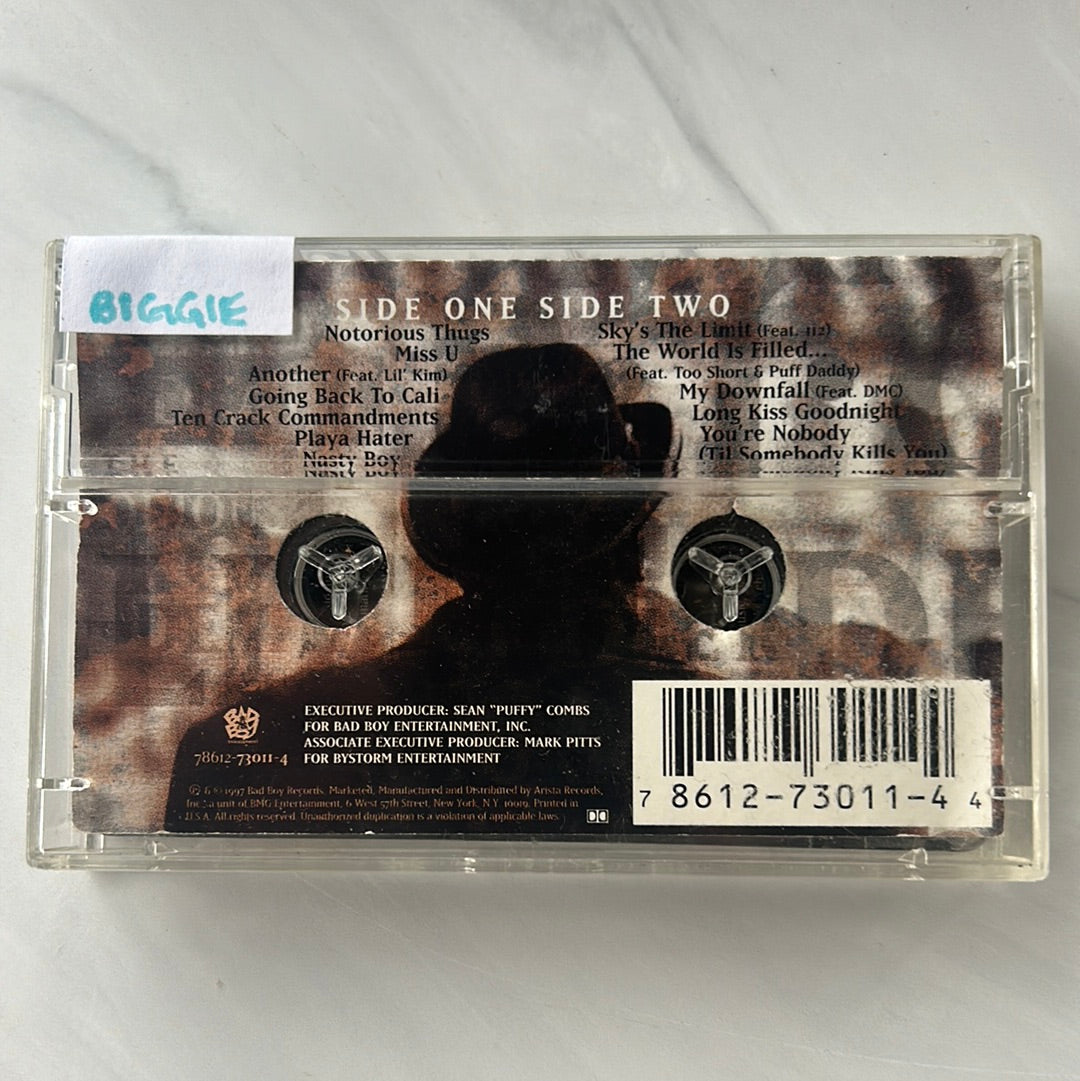 BIGGIE
SIDE ONE SIDE TWO
Notorious Thugs
Miss U
Another (Feat. Lil' Kim)
Going Back To Cali
Ten Crack Commandments
Playa Hater
Nasty Boy
Sky's The Limit (Feat. 112)
The World Is Filled...
(Feat. Too Short & Puff Daddy)
My Downfall (Feat. DMC)
Long Kiss Goodnight
You're Nobody
(Til Somebody Kills You)
BAD BOY
78612-73011-4
EXECUTIVE PRODUCER: SEAN "PUFFY" COMBS
FOR BAD BOY ENTERTAINMENT, INC.
ASSOCIATE EXECUTIVE PRODUCER: MARK PITTS
FOR BYSTORM ENTERTAINMENT
℗ & © 1997 Bad Boy Records, Marketed, Manufactured and Distributed by Arista Records,
Inc., a unit of BMG Entertainment, 6 West 57th Street, New York, N.Y. 10019. Printed in
U.S.A. All rights reserved. Unauthorized duplication is a violation of applicable laws.
7 8612-73011-4 4